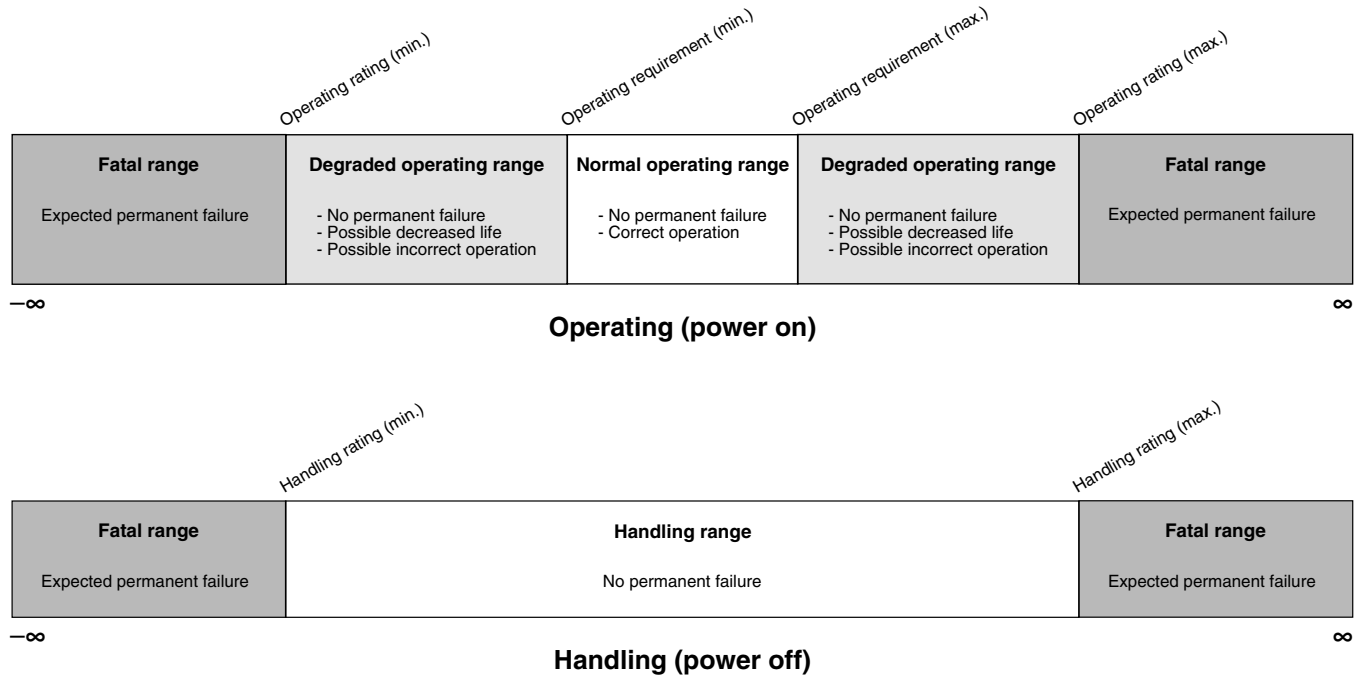 Operating rating (min.)
Operating requirement (min.)
Operating requirement (max.)
Operating rating (max.)
Fatal range
Expected permanent failure
Degraded operating range
- No permanent failure
- Possible decreased life
- Possible incorrect operation
Normal operating range
- No permanent failure
- Correct operation
Degraded operating range
- No permanent failure
- Possible decreased life
- Possible incorrect operation
Fatal range
Expected permanent failure
−∞
∞
Operating (power on)
Handling rating (min.)
Handling rating (max.)
Fatal range
Expected permanent failure
Handling range
No permanent failure
Fatal range
Expected permanent failure
−∞
∞
Handling (power off)